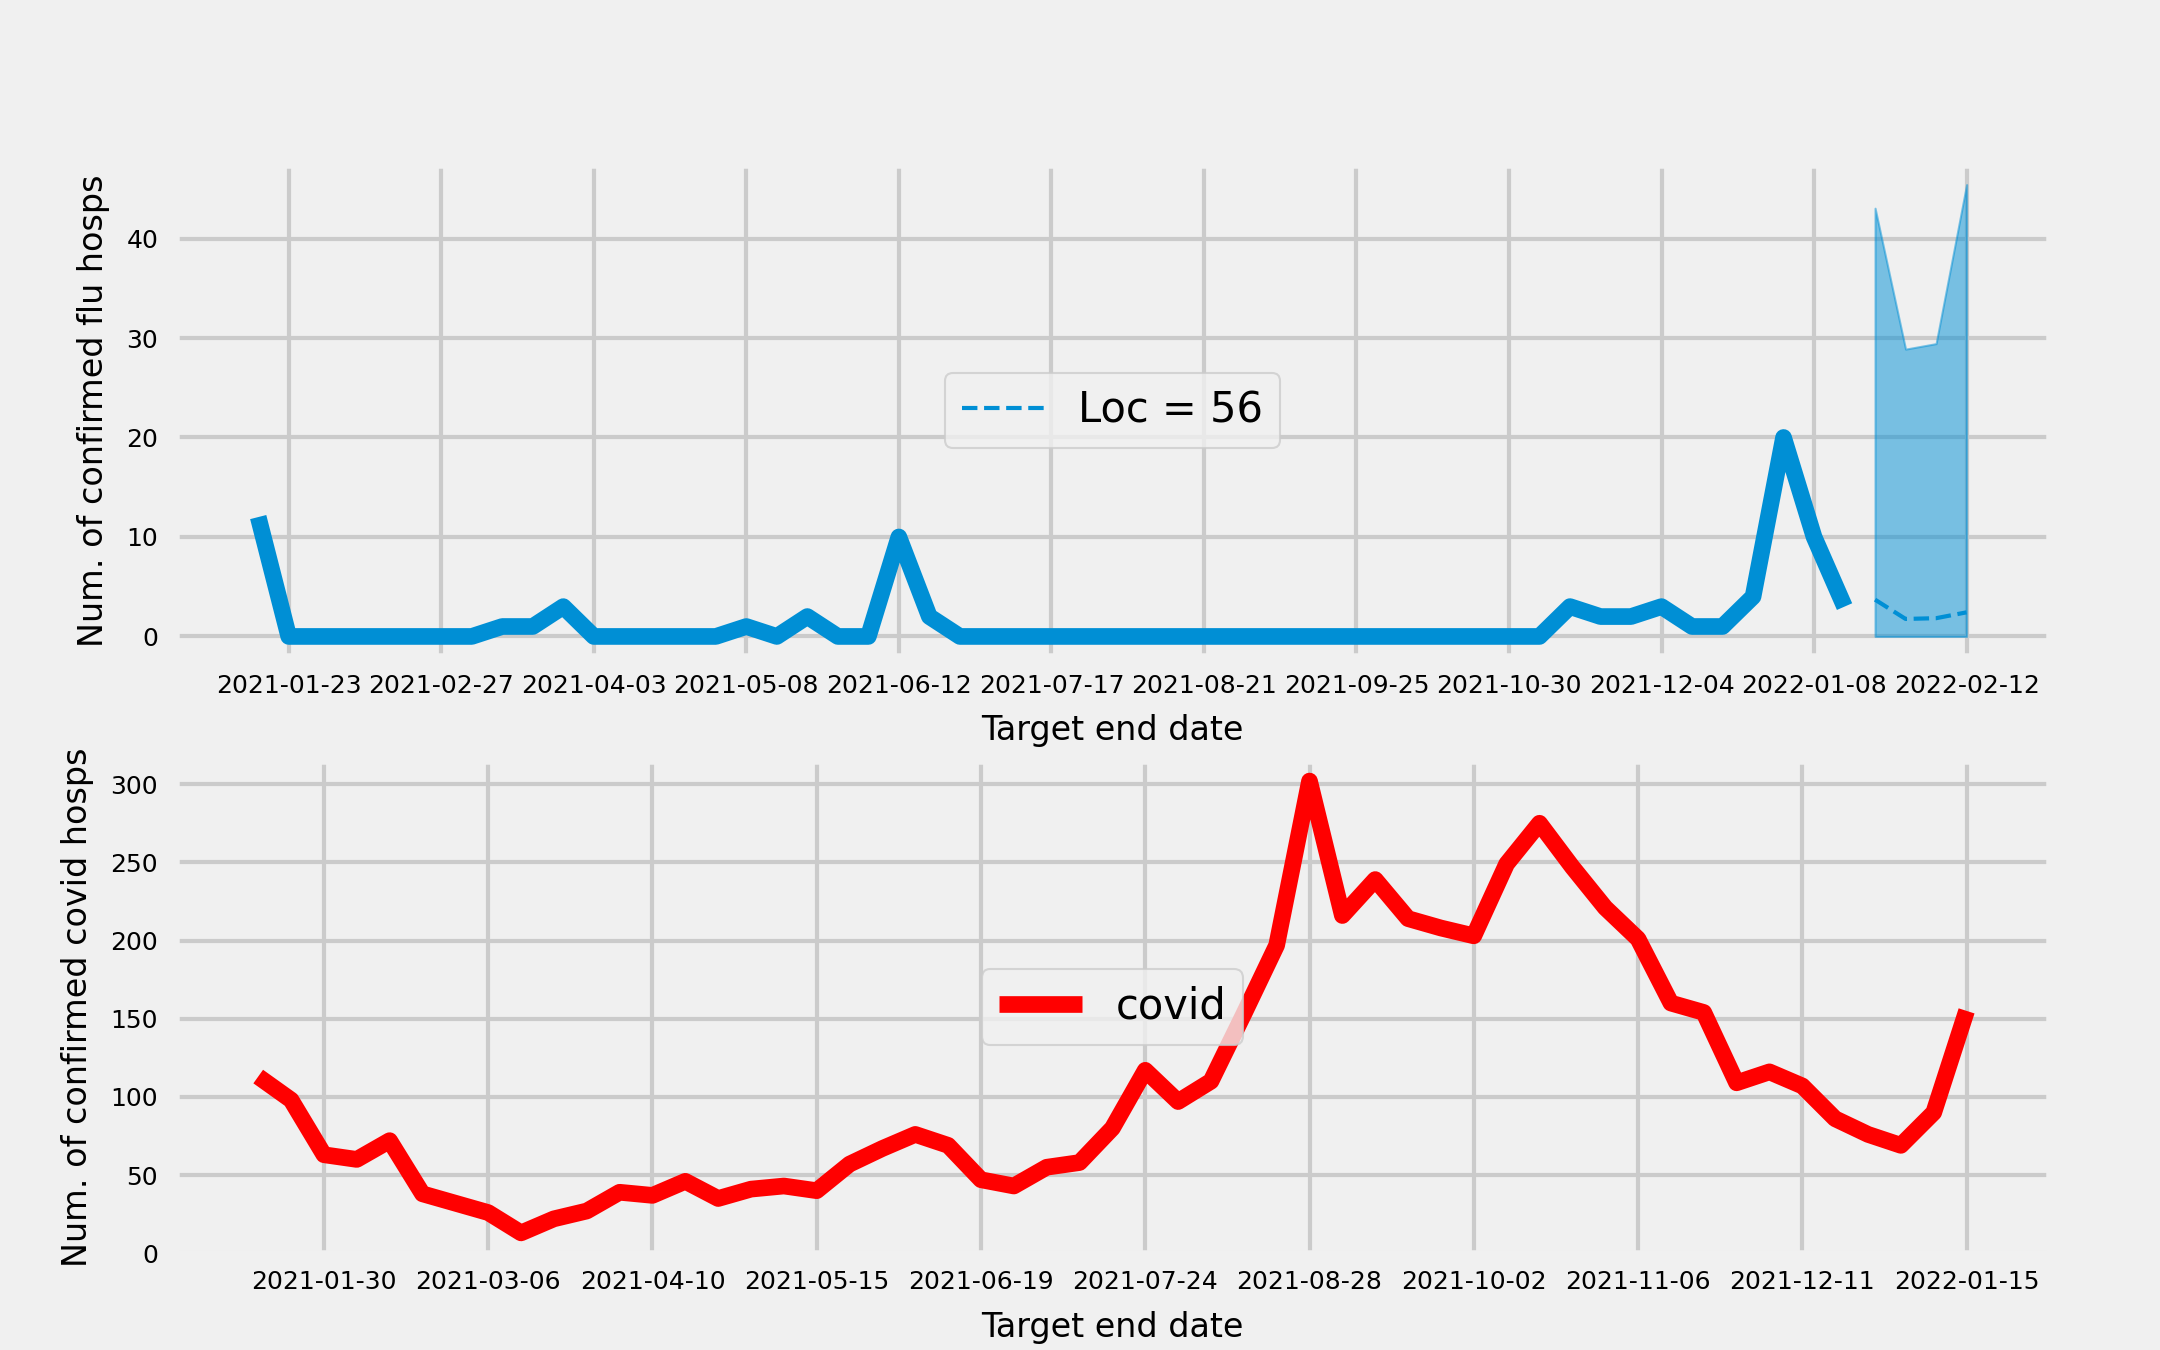 Num. of confirmed flu hosps
40
30
20
10
0
Loc = 56
2021-01-23 2021-02-27 2021-04-03 2021-05-08 2021-06-12 2021-07-17 2021-08-21 2021-09-25 2021-10-30 2021-12-04 2022-01-08 2022-02-12
Target end date
Num. of confirmed covid hosps
300
250
200
150
100
50
0
covid
2021-01-30 2021-03-06 2021-04-10 2021-05-15 2021-06-19 2021-07-24 2021-08-28 2021-10-02 2021-11-06 2021-12-11 2022-01-15
Target end date